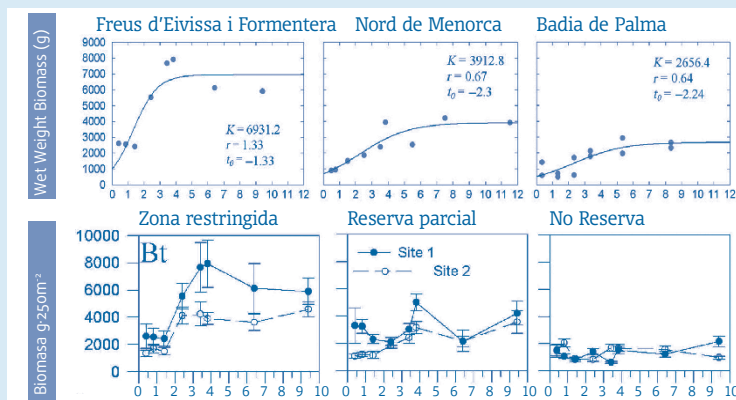 Freus d'Eivissa i Formentera Nord de Menorca Badia de Palma
Wet Weight Biomass (g)
9000
8000
7000
6000
5000
4000
3000
2000
1000
0
K = 6931.2
r = 1.33
t0 = −1.33
K = 3912.8
r = 0.67
t0 = −2.3
K = 2656.4
r = 0.64
t0 = −2.24
0 1 2 3 4 5 6 7 8 9 10 11 12 0 1 2 3 4 5 6 7 8 9 10 11 12 0 1 2 3 4 5 6 7 8 9 10 11 12
Zona restringida Reserva parcial No Reserva
Biomasa g·250m⁻²
10000
8000
6000
4000
2000
0
Bt
Site 1
Site 2
0 1 2 3 4 5 6 7 8 9 10 0 1 2 3 4 5 6 7 8 9 10 0 1 2 3 4 5 6 7 8 9 10